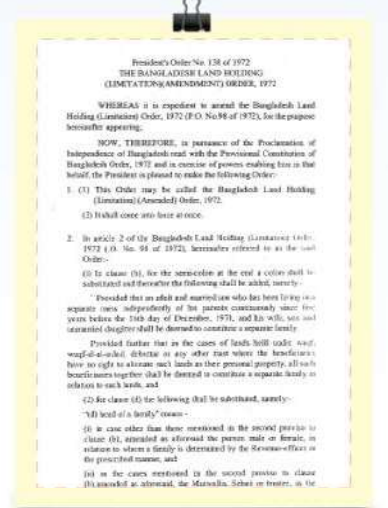 President's Order No. 138 of 1972
THE BANGLADESH LAND HOLDING
(LIMITATION)(AMENDMENT) ORDER, 1972
WHEREAS it is expedient to amend the Bangladesh Land
Holding (Limitation) Order, 1972 (P.O. No.98 of 1972), for the purpose
hereinafter appearing;
NOW, THEREFORE, in pursuance of the Proclamation of
Independence of Bangladesh read with the Provisional Constitution of
Bangladesh Order, 1972 and in exercise of powers enabling him in that
behalf, the President is pleased to make the following Order:-
1. (1) This Order may be called the Bangladesh Land Holding
(Limitation) (Amended) Order, 1972.
(2) It shall come into force at once.
2. In article 2 of the Bangladesh Land Holding (Limitation) Order,
1972 (.O. No. 98 of 1972), hereinafter referred to as the said
Order:-
(i) In clause (b), for the semi-colon at the end a colon shall be
substituted and thereafter the following shall be added, namely:-
" Provided that an adult and married son who has been living in a
separate mess independently of his parents continuously since five
years before the 16th day of December, 1971, and his wife, son and
unmarried daughter shall be deemed to constitute a separate family.
Provided further that in the cases of lands held under waqf,
waqf-al-al-aulad, debottar or any other trust where the beneficiaries
have no right to alienate such lands as their personal property, all such
beneficiaries together shall be deemed to constitute a separate family in
relation to such lands, and
(2) for clause (d) the following shall be substituted, namely:-
"(d) head of a family" means -
(i) in case other than those mentioned in the second proviso to
clause (b), amended as aforesaid the person male or female, in
relation to whom a family is determined by the Revenue-officer in
the prescribed manner, and
(ii) in the cases mentioned in the second proviso to clause
(b) amended as aforesaid, the Mutwallis, Sebait or trustee, as the